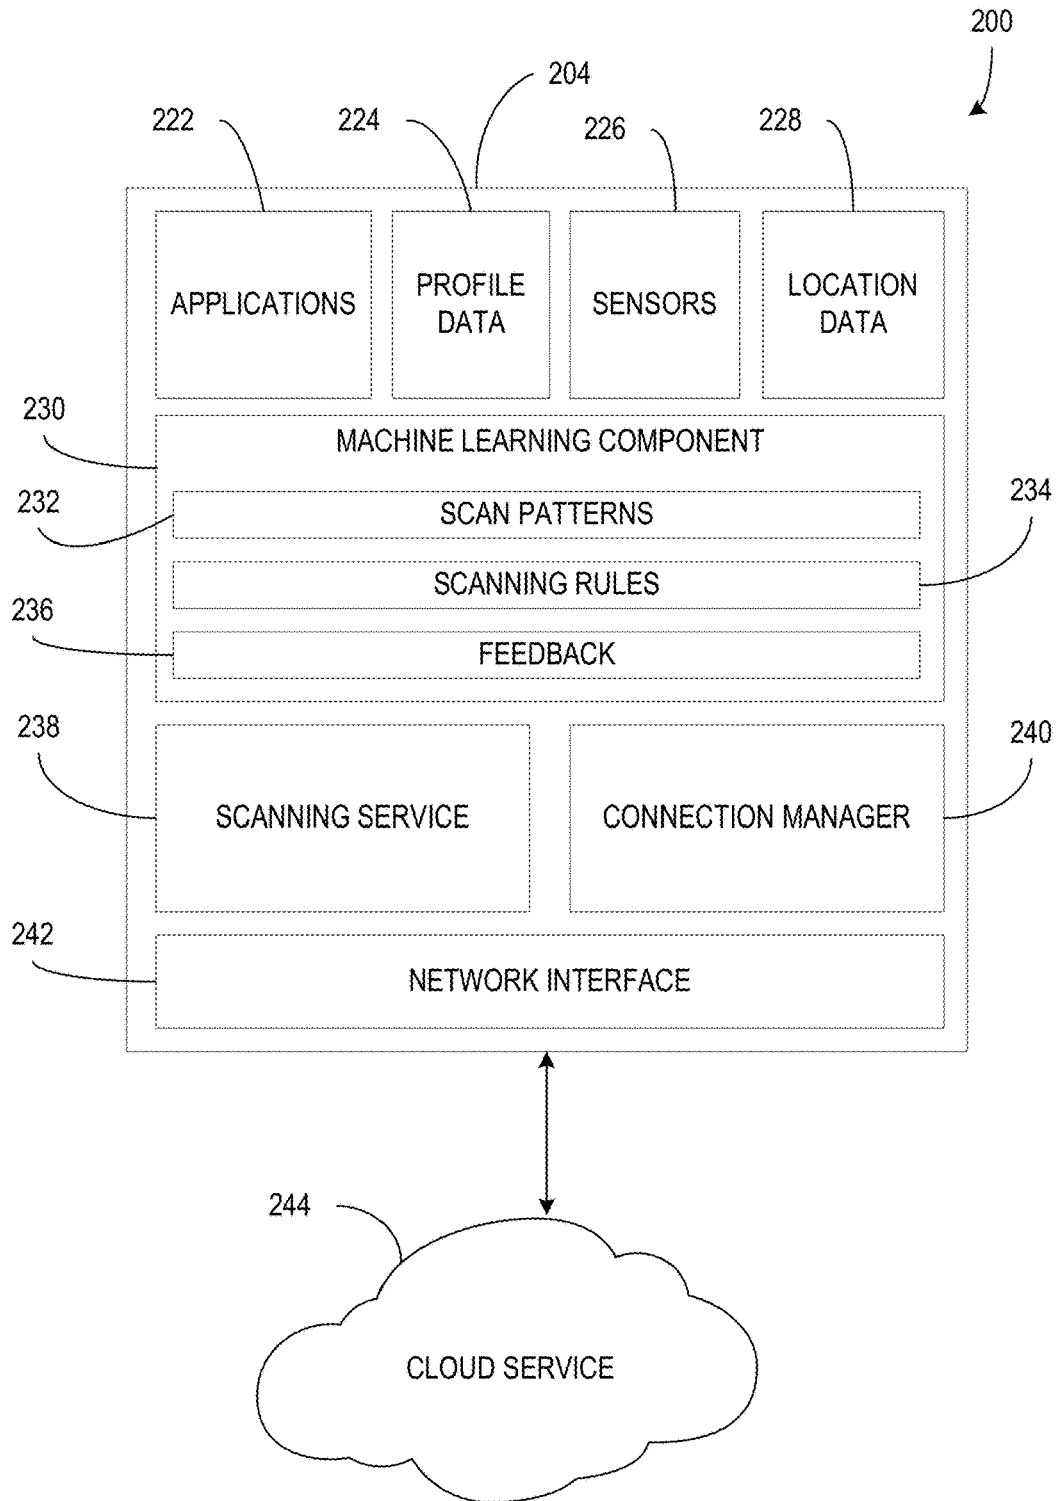 200
204
222
224
226
228
APPLICATIONS
PROFILE
DATA
SENSORS
LOCATION
DATA
230
MACHINE LEARNING COMPONENT
232
SCAN PATTERNS
234
SCANNING RULES
236
FEEDBACK
238
SCANNING SERVICE
240
CONNECTION MANAGER
242
NETWORK INTERFACE
244
CLOUD SERVICE